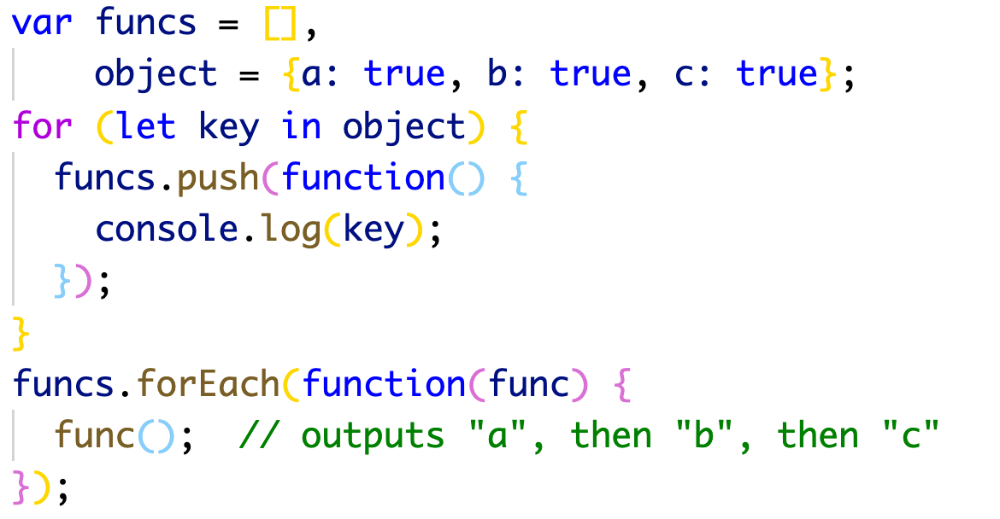 var funcs = [],
    object = {a: true, b: true, c: true};
for (let key in object) {
  funcs.push(function() {
    console.log(key);
  });
}
funcs.forEach(function(func) {
  func();  // outputs "a", then "b", then "c"
});